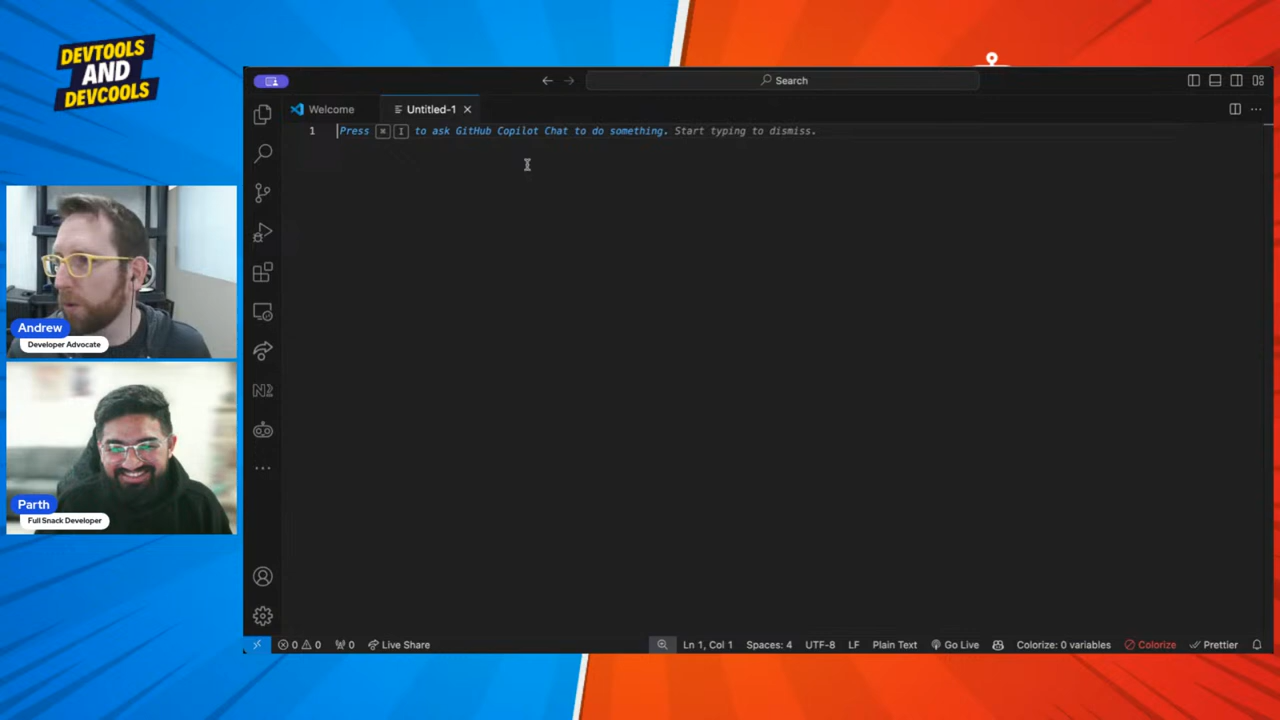 DEVTOOLS
AND
DEVCOOLS
Search
Welcome
Untitled-1
1 Press ⌘ I to ask GitHub Copilot Chat to do something. Start typing to dismiss.
Andrew
Developer Advocate
Parth
Full Snack Developer
0 0 0 Live Share Ln 1, Col 1 Spaces: 4 UTF-8 LF Plain Text Go Live Colorize: 0 variables Colorize Prettier